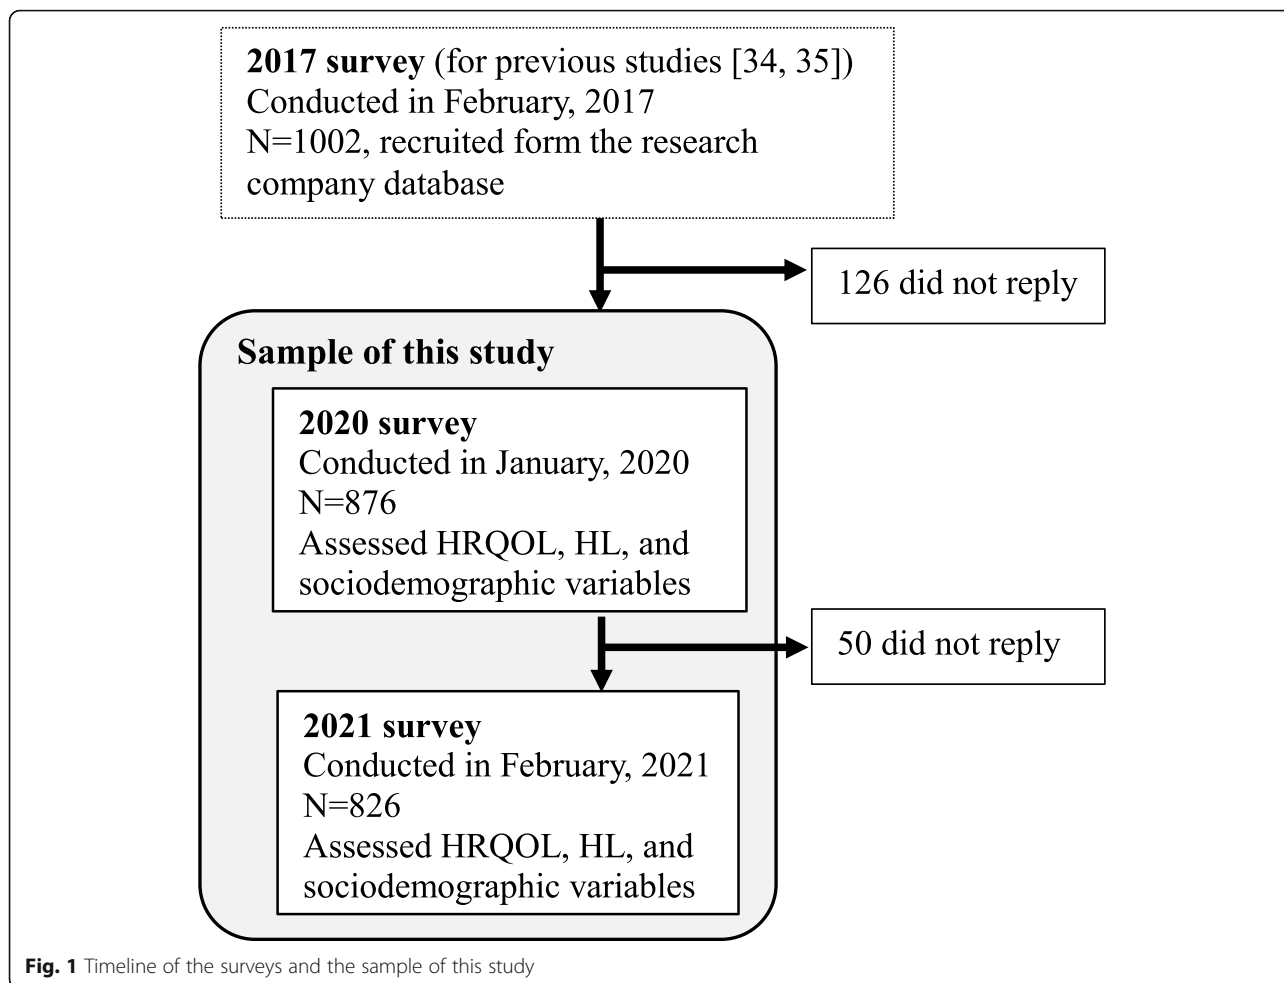 2017 survey (for previous studies [34, 35])
Conducted in February, 2017
N=1002, recruited form the research
company database
126 did not reply
Sample of this study
2020 survey
Conducted in January, 2020
N=876
Assessed HRQOL, HL, and
sociodemographic variables
50 did not reply
2021 survey
Conducted in February, 2021
N=826
Assessed HRQOL, HL, and
sociodemographic variables
Fig. 1 Timeline of the surveys and the sample of this study